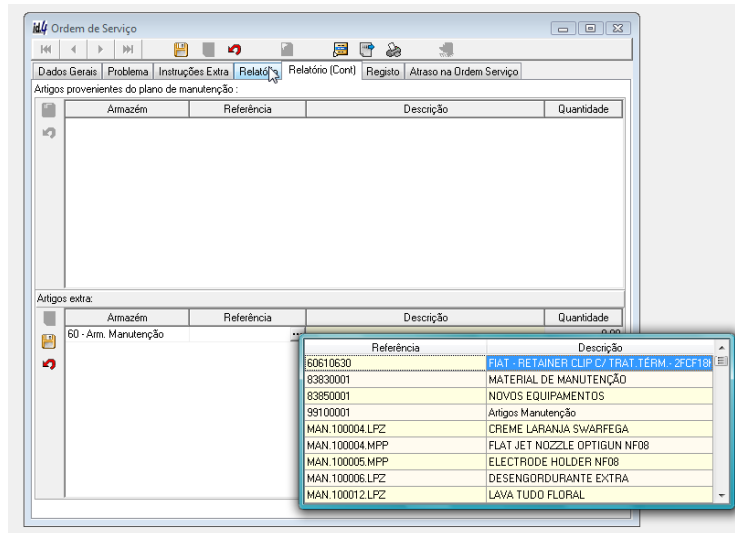 id4 Ordem de Serviço
Dados Gerais Problema Instruções Extra Relatório Relatório (Cont) Registo Atraso na Ordem Serviço
Artigos provenientes do plano de manutenção :
Armazém Referência Descrição Quantidade
Artigos extra:
Armazém Referência Descrição Quantidade
60 - Arm. Manutenção ... 0.00
Referência Descrição
60610630 FIAT - RETAINER CLIP C/ TRAT.TÉRM.- 2FCF18
83830001 MATERIAL DE MANUTENÇÃO
83850001 NOVOS EQUIPAMENTOS
99100001 Artigos Manutenção
MAN.100004.LPZ CREME LARANJA SWARFEGA
MAN.100004.MPP FLAT JET NOZZLE OPTIGUN NF08
MAN.100005.MPP ELECTRODE HOLDER NF08
MAN.100006.LPZ DESENGORDURANTE EXTRA
MAN.100012.LPZ LAVA TUDO FLORAL